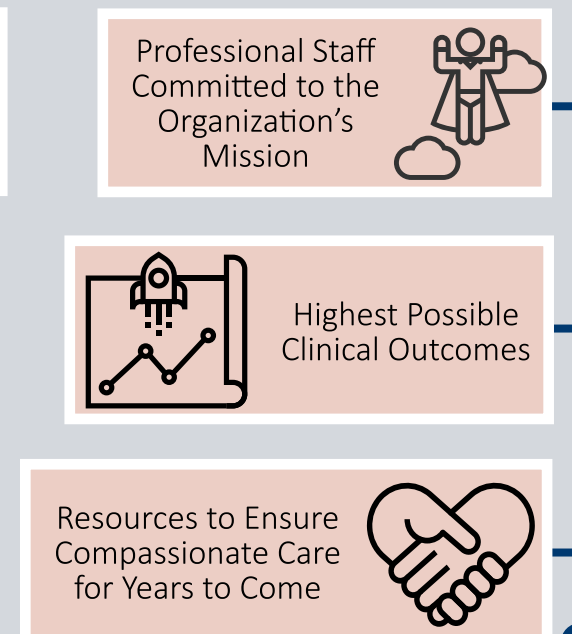 Professional Staff
Committed to the
Organization’s
Mission
Highest Possible
Clinical Outcomes
Resources to Ensure
Compassionate Care
for Years to Come